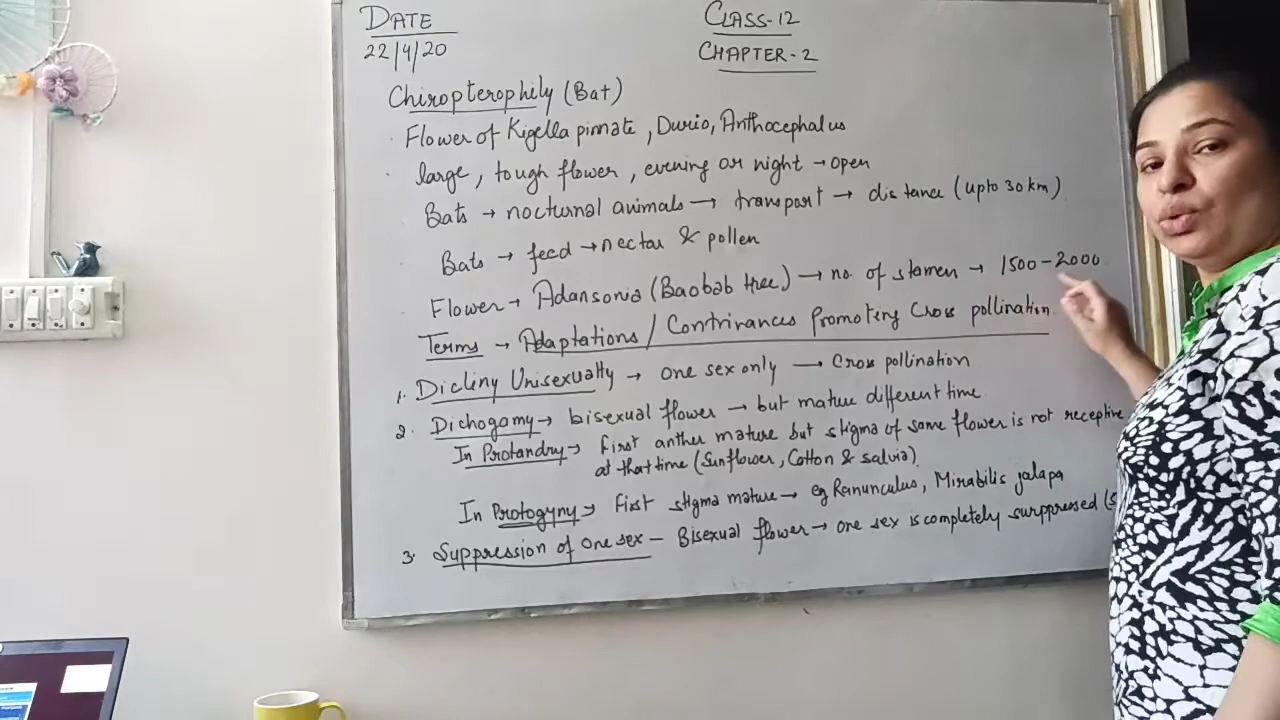 DATE
22/4/20
CLASS-12
CHAPTER-2
Chiropterophily (Bat)
· Flower of Kigella pinnate, Durio, Anthocephalus
· large, tough flower, evening or night → open
Bats → nocturnal animals → transport → distance (upto 30 km)
Bats → feed → nectar & pollen
· Flower → Adansonia (Baobab tree) → no. of stamen → 1500-2000
Terms → Adaptations / Contrivances Promoting Cross pollination
1. Dicliny Unisexualty → one sex only → Cross pollination
2. Dichogamy → bisexual flower → but mature different time.
In Protandry → First anther mature but stigma of same flower is not receptive
at that time (Sunflower, Cotton & salvia)
In Protogyny → First stigma mature → eg Ranunculus, Mirabilis jalapa
3. Suppression of one sex - Bisexual flower → one sex is completely surpressed (